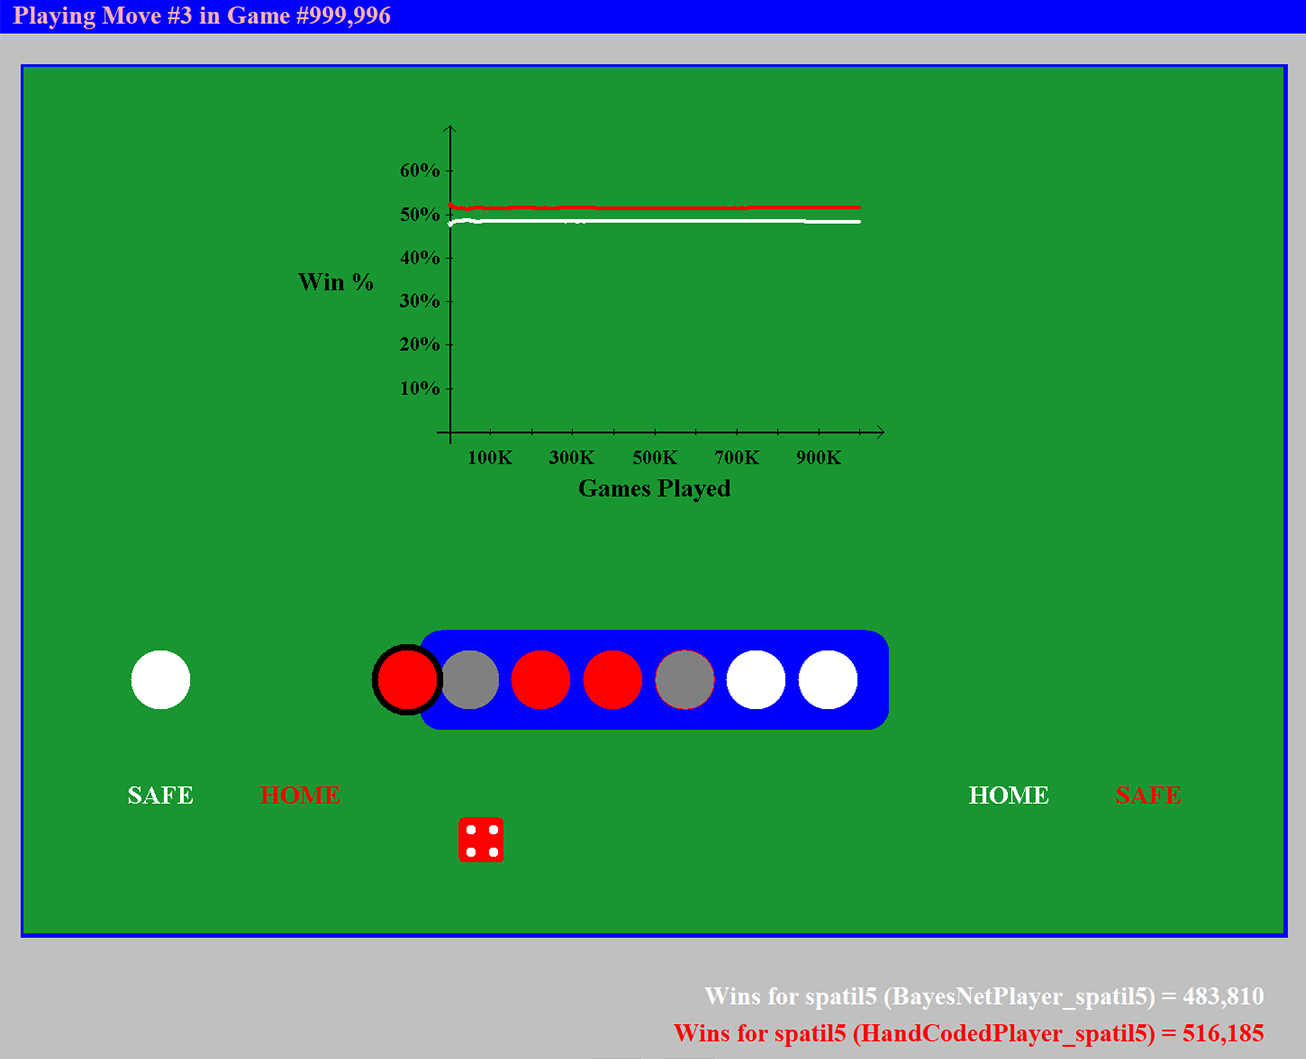 Playing Move #3 in Game #999,996
60%
50%
40%
Win %
30%
20%
10%
100K 300K 500K 700K 900K
Games Played
SAFE HOME HOME SAFE
Wins for spatil5 (BayesNetPlayer_spatil5) = 483,810
Wins for spatil5 (HandCodedPlayer_spatil5) = 516,185